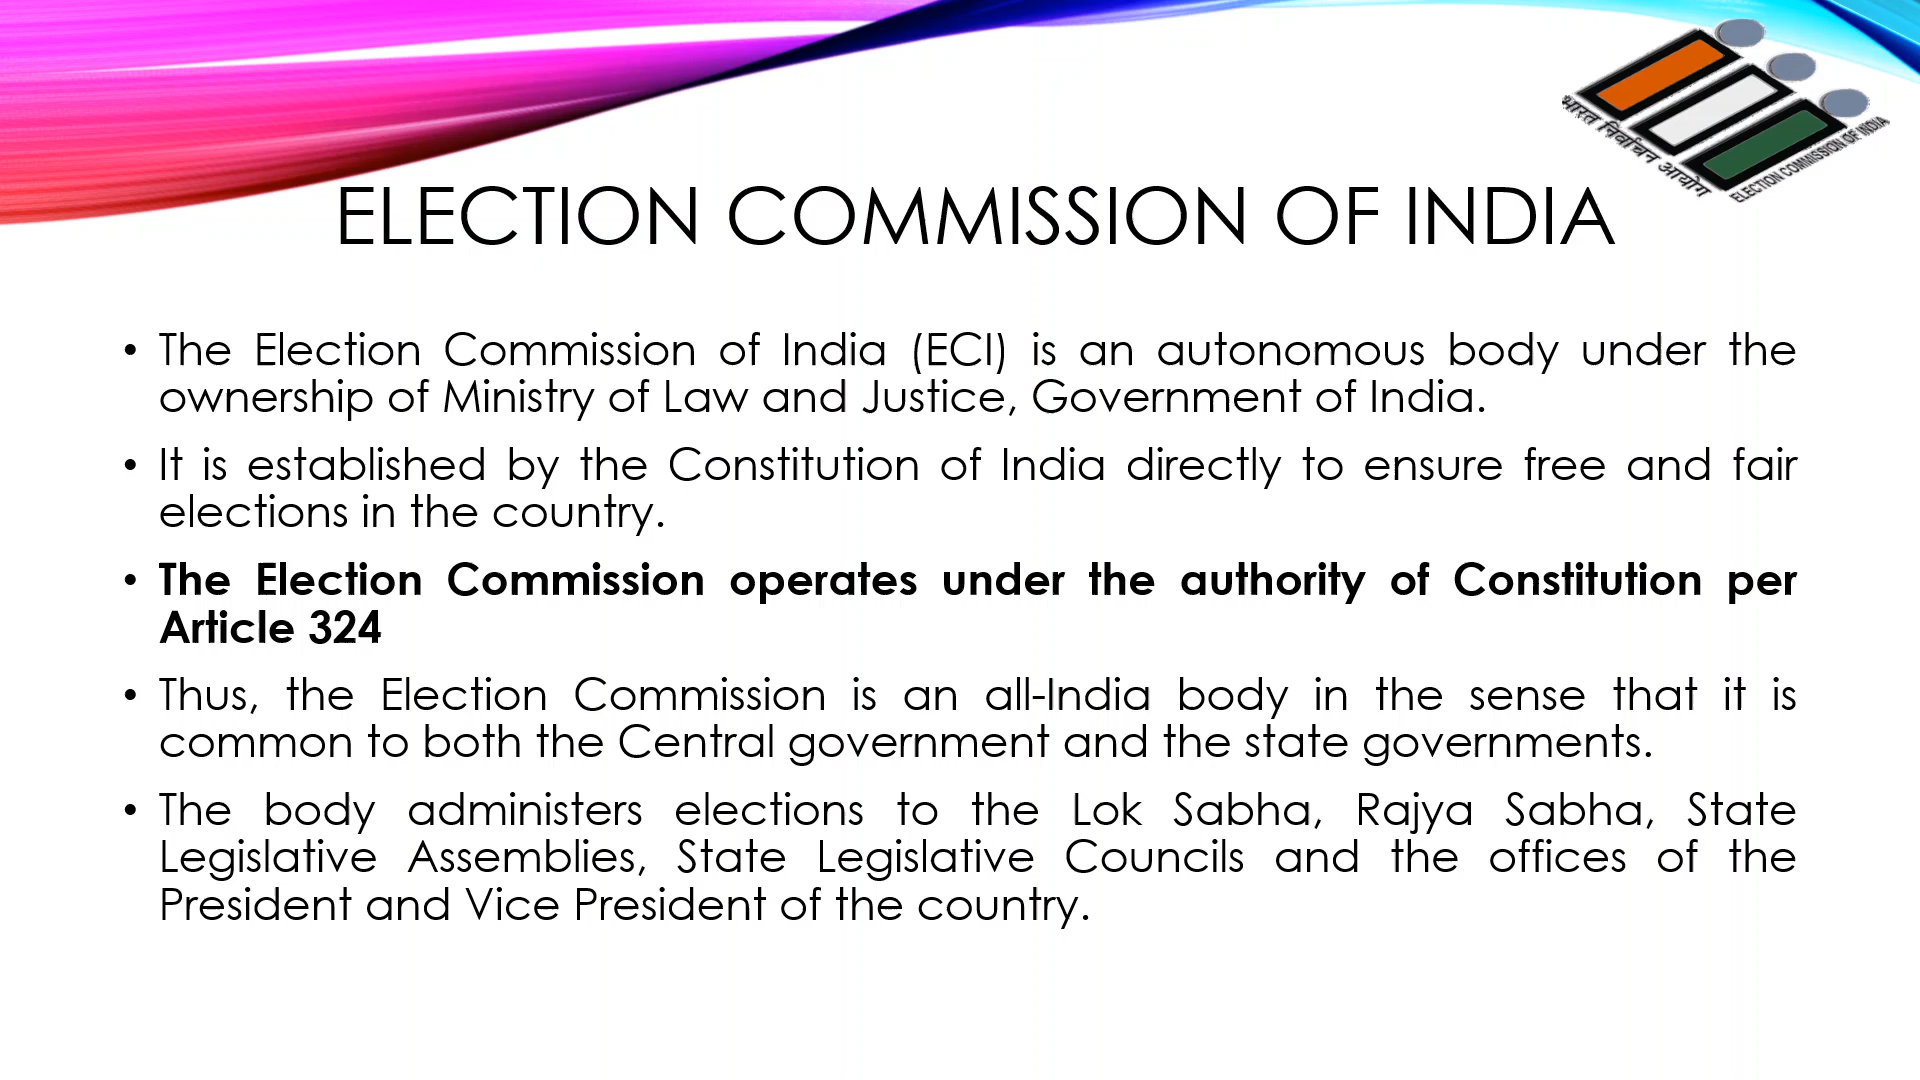 भारत निर्वाचन आयोग
ELECTION COMMISSION OF INDIA
ELECTION COMMISSION OF INDIA
• The Election Commission of India (ECI) is an autonomous body under the
ownership of Ministry of Law and Justice, Government of India.
• It is established by the Constitution of India directly to ensure free and fair
elections in the country.
• The Election Commission operates under the authority of Constitution per
Article 324
• Thus, the Election Commission is an all-India body in the sense that it is
common to both the Central government and the state governments.
• The body administers elections to the Lok Sabha, Rajya Sabha, State
Legislative Assemblies, State Legislative Councils and the offices of the
President and Vice President of the country.